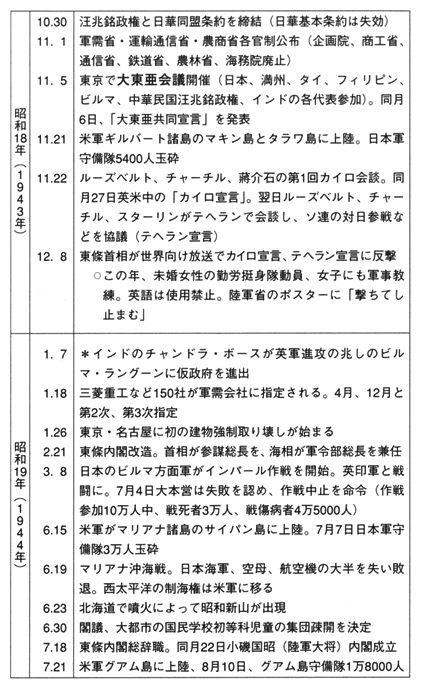 昭和18年（1943年）
10.30 汪兆銘政権と日華同盟条約を締結（日華基本条約は失効）
11. 1 軍需省・運輸通信省・農商省各官制公布（企画院、商工省、
通信省、鉄道省、農林省、海務院廃止）
11. 5 東京で大東亜会議開催（日本、満州、タイ、フィリピン、
ビルマ、中華民国汪兆銘政権、インドの各代表参加）。同月
6日、「大東亜共同宣言」を発表
11.21 米軍ギルバート諸島のマキン島とタラワ島に上陸。日本軍
守備隊5400人玉砕
11.22 ルーズベルト、チャーチル、蔣介石の第1回カイロ会談。同
月27日英米中の「カイロ宣言」。翌日ルーズベルト、チャー
チル、スターリンがテヘランで会談し、ソ連の対日参戦な
どを協議（テヘラン宣言）
12. 8 東條首相が世界向け放送でカイロ宣言、テヘラン宣言に反撃
○この年、未婚女性の勤労挺身隊動員、女子にも軍事教
練。英語は使用禁止。陸軍省のポスターに「撃ちてし
止まむ」
昭和19年（1944年）
1. 7 ＊インドのチャンドラ・ボースが英軍進攻の兆しのビル
マ・ラングーンに仮政府を進出
1.18 三菱重工など150社が軍需会社に指定される。4月、12月と
第2次、第3次指定
1.26 東京・名古屋に初の建物強制取り壊しが始まる
2.21 東條内閣改造。首相が参謀総長を、海相が軍令部総長を兼任
3. 8 日本のビルマ方面軍がインパール作戦を開始。英印軍と戦
闘に。7月4日大本営は失敗を認め、作戦中止を命令（作戦
参加10万人中、戦死者3万人、戦傷病者4万5000人）
6.15 米軍がマリアナ諸島のサイパン島に上陸。7月7日日本軍守
備隊3万人玉砕
6.19 マリアナ沖海戦。日本海軍、空母、航空機の大半を失い敗
退。西太平洋の制海権は米軍に移る
6.23 北海道で噴火によって昭和新山が出現
6.30 閣議、大都市の国民学校初等科児童の集団疎開を決定
7.18 東條内閣総辞職。同月22日小磯国昭（陸軍大将）内閣成立
7.21 米軍グアム島に上陸、8月10日、グアム島守備隊1万8000人